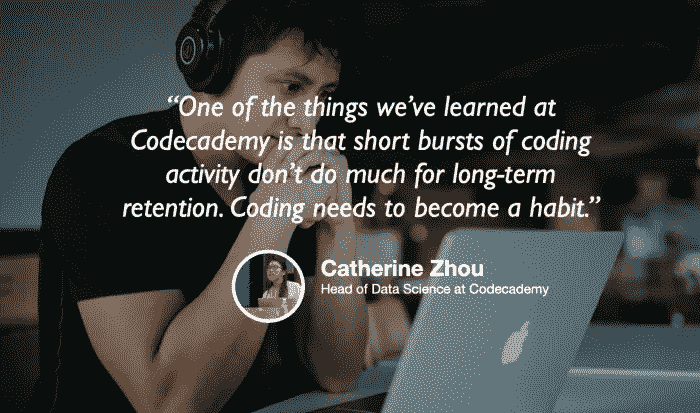 “One of the things we’ve learned at
Codecademy is that short bursts of coding
activity don’t do much for long-term
retention. Coding needs to become a habit.”
Catherine Zhou
Head of Data Science at Codecademy